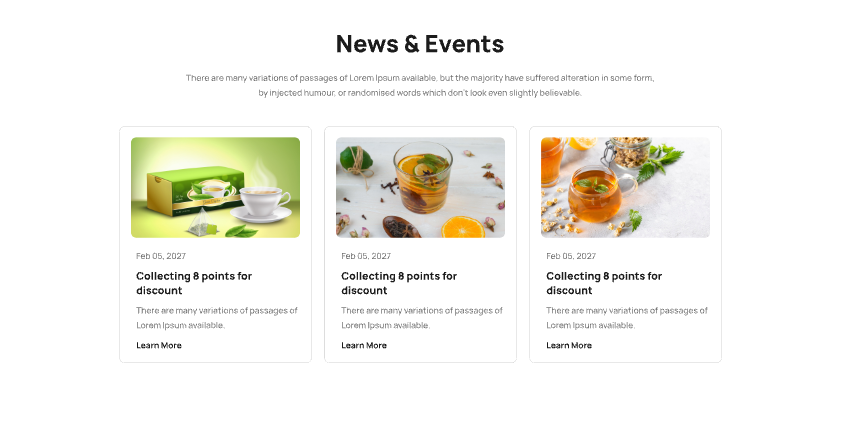 News & Events
There are many variations of passages of Lorem Ipsum available, but the majority have suffered alteration in some form,
by injected humour, or randomised words which don't look even slightly believable.
Feb 05, 2027
Collecting 8 points for
discount
There are many variations of passages of
Lorem Ipsum available.
Learn More
Feb 05, 2027
Collecting 8 points for
discount
There are many variations of passages of
Lorem Ipsum available.
Learn More
Feb 05, 2027
Collecting 8 points for
discount
There are many variations of passages of
Lorem Ipsum available.
Learn More